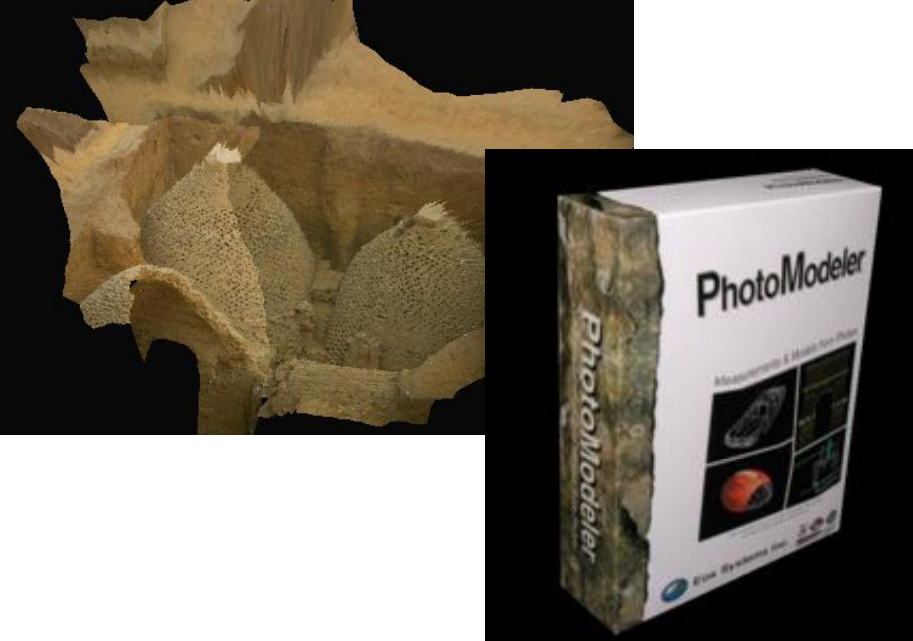 PhotoModeler
PhotoModeler
Measurements & Models from Photos
Eos Systems Inc.